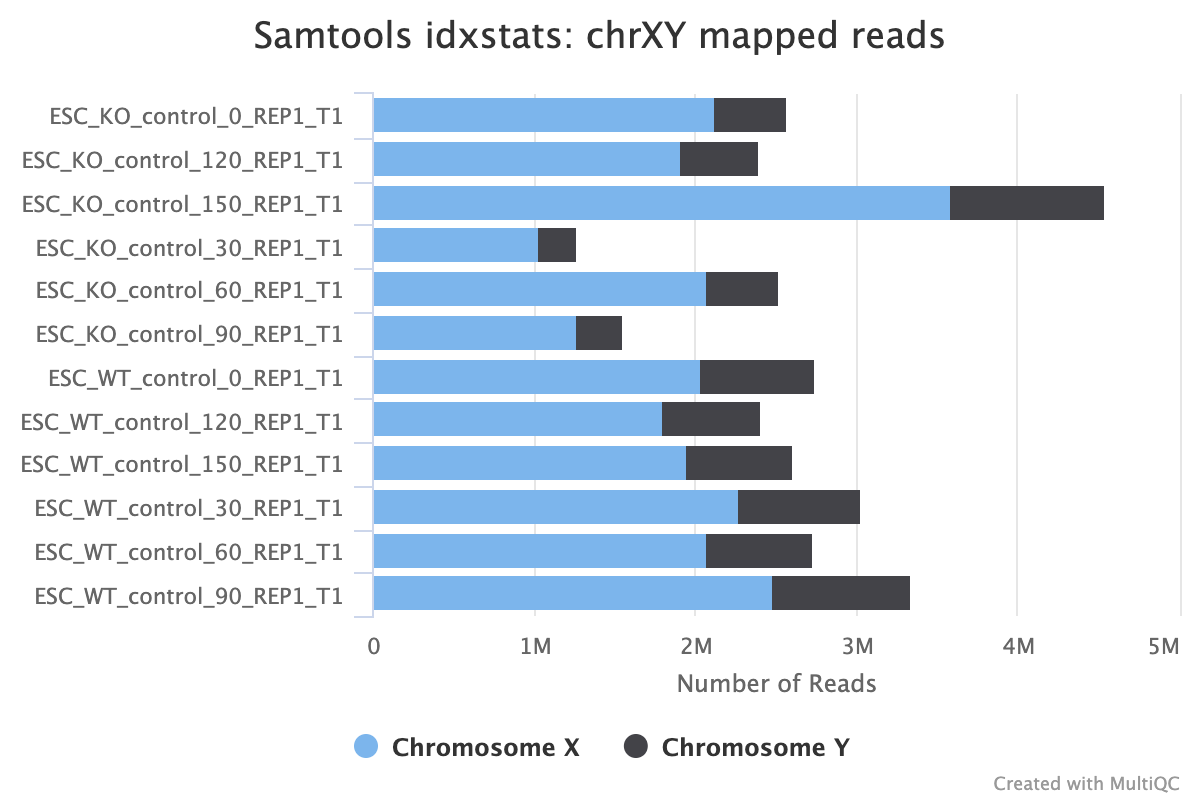 Samtools idxstats: chrXY mapped reads
ESC_KO_control_0_REP1_T1
ESC_KO_control_120_REP1_T1
ESC_KO_control_150_REP1_T1
ESC_KO_control_30_REP1_T1
ESC_KO_control_60_REP1_T1
ESC_KO_control_90_REP1_T1
ESC_WT_control_0_REP1_T1
ESC_WT_control_120_REP1_T1
ESC_WT_control_150_REP1_T1
ESC_WT_control_30_REP1_T1
ESC_WT_control_60_REP1_T1
ESC_WT_control_90_REP1_T1
0 1M 2M 3M 4M 5M
Number of Reads
Chromosome X Chromosome Y
Created with MultiQC